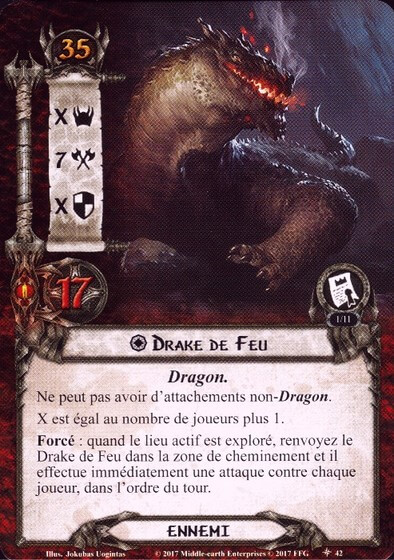 35
X
7
X
17
1/11
Drake de Feu
Dragon.
Ne peut pas avoir d'attachements non-Dragon.
X est égal au nombre de joueurs plus 1.
Forcé : quand le lieu actif est exploré, renvoyez le
Drake de Feu dans la zone de cheminement et il
effectue immédiatement une attaque contre chaque
joueur, dans l'ordre du tour.
ENNEMI
Illus. Jokubas Uogintas © 2017 Middle-earth Enterprises © 2017 FFG 42